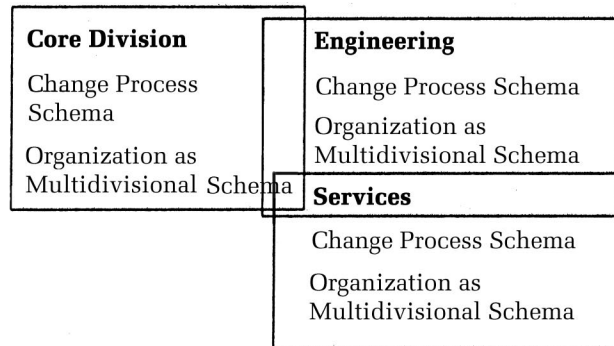 Core Division
Change Process
Schema
Organization as
Multidivisional Schema
Engineering
Change Process Schema
Organization as
Multidivisional Schema
Services
Change Process Schema
Organization as
Multidivisional Schema